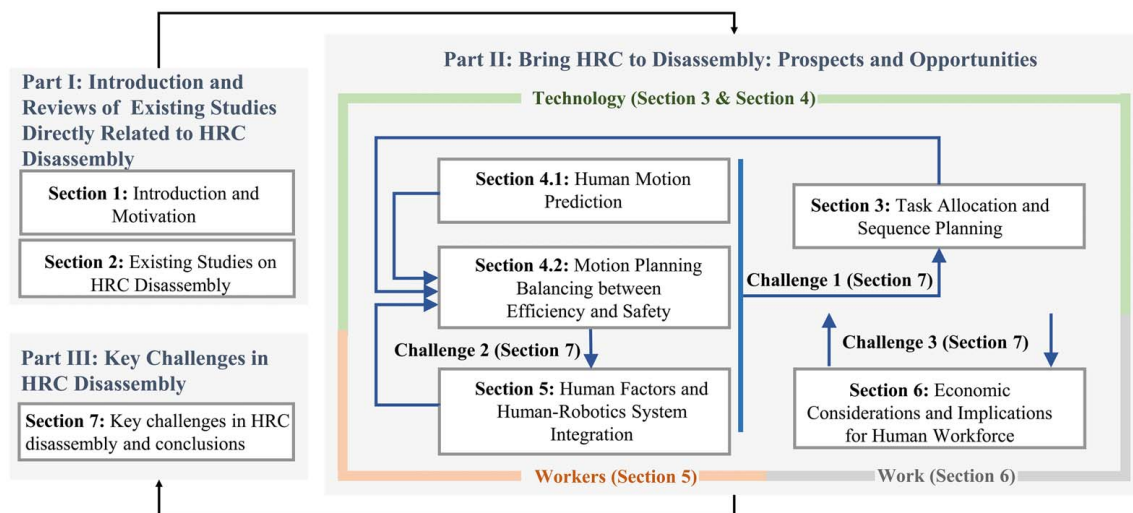 Part I: Introduction and
Reviews of Existing Studies
Directly Related to HRC
Disassembly
Section 1: Introduction and
Motivation
Section 2: Existing Studies on
HRC Disassembly
Part III: Key Challenges in
HRC Disassembly
Section 7: Key challenges in HRC
disassembly and conclusions
Part II: Bring HRC to Disassembly: Prospects and Opportunities
Technology (Section 3 & Section 4)
Section 4.1: Human Motion
Prediction
Section 4.2: Motion Planning
Balancing between
Efficiency and Safety
Challenge 2 (Section 7)
Section 5: Human Factors and
Human-Robotics System
Integration
Section 3: Task Allocation and
Sequence Planning
Challenge 1 (Section 7)
Challenge 3 (Section 7)
Section 6: Economic
Considerations and Implications
for Human Workforce
Workers (Section 5)
Work (Section 6)